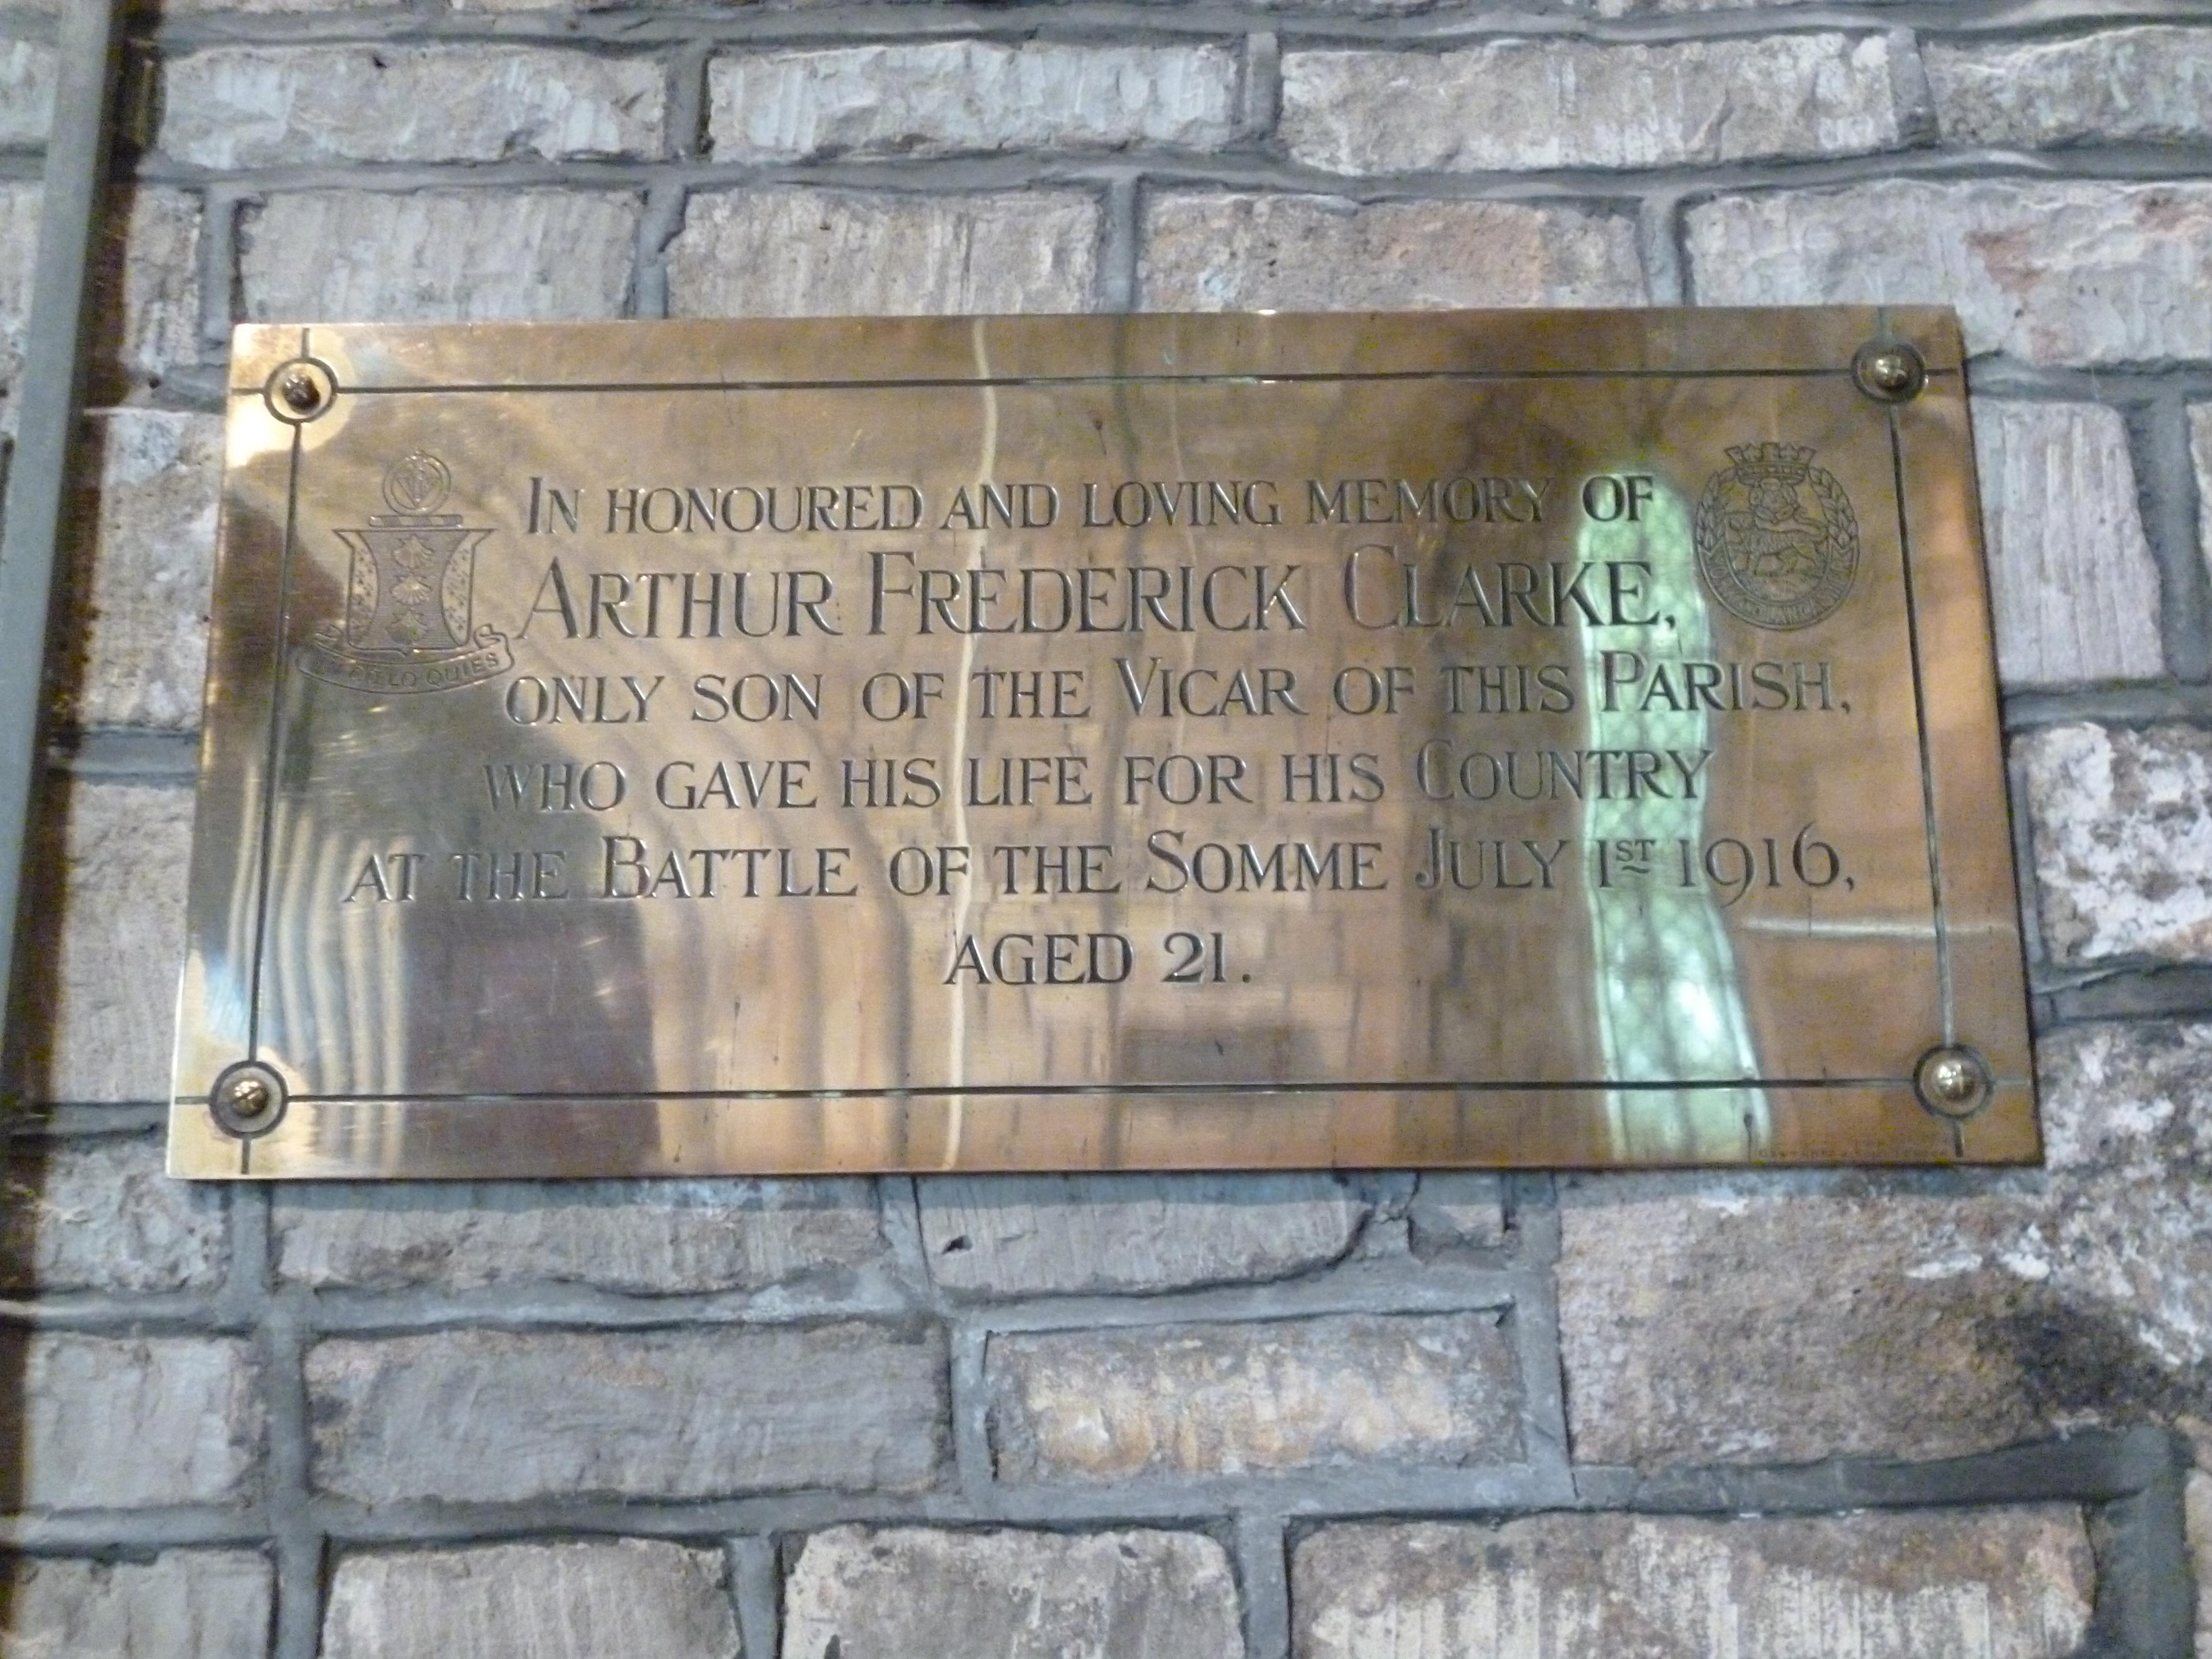 IN HONOURED AND LOVING MEMORY OF
ARTHUR FREDERICK CLARKE,
ONLY SON OF THE VICAR OF THIS PARISH,
WHO GAVE HIS LIFE FOR HIS COUNTRY
AT THE BATTLE OF THE SOMME JULY 1ST 1916,
AGED 21.
QUIES